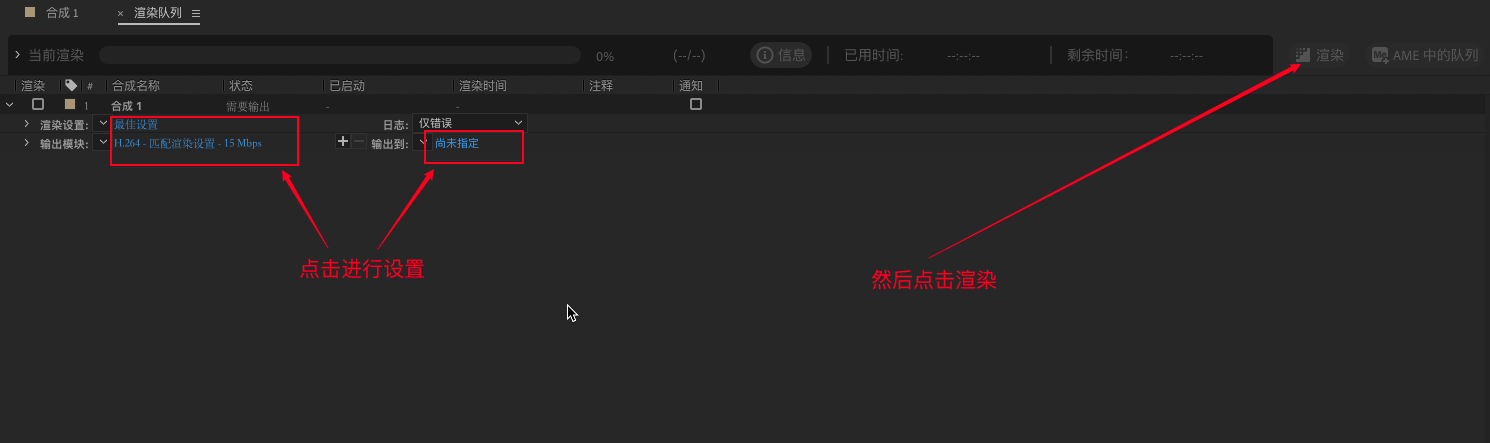 合成 1
× 渲染队列
当前渲染
0%
(--/--)
信息
已用时间:
--:--:--
剩余时间:
--:--:--
渲染
AME 中的队列
渲染 # 合成名称 状态 已启动 渲染时间 注释 通知
1 合成 1 需要输出 - -
渲染设置: 最佳设置 日志: 仅错误
输出模块: H.264 - 匹配渲染设置 - 15 Mbps 输出到: 尚未指定
点击进行设置
然后点击渲染